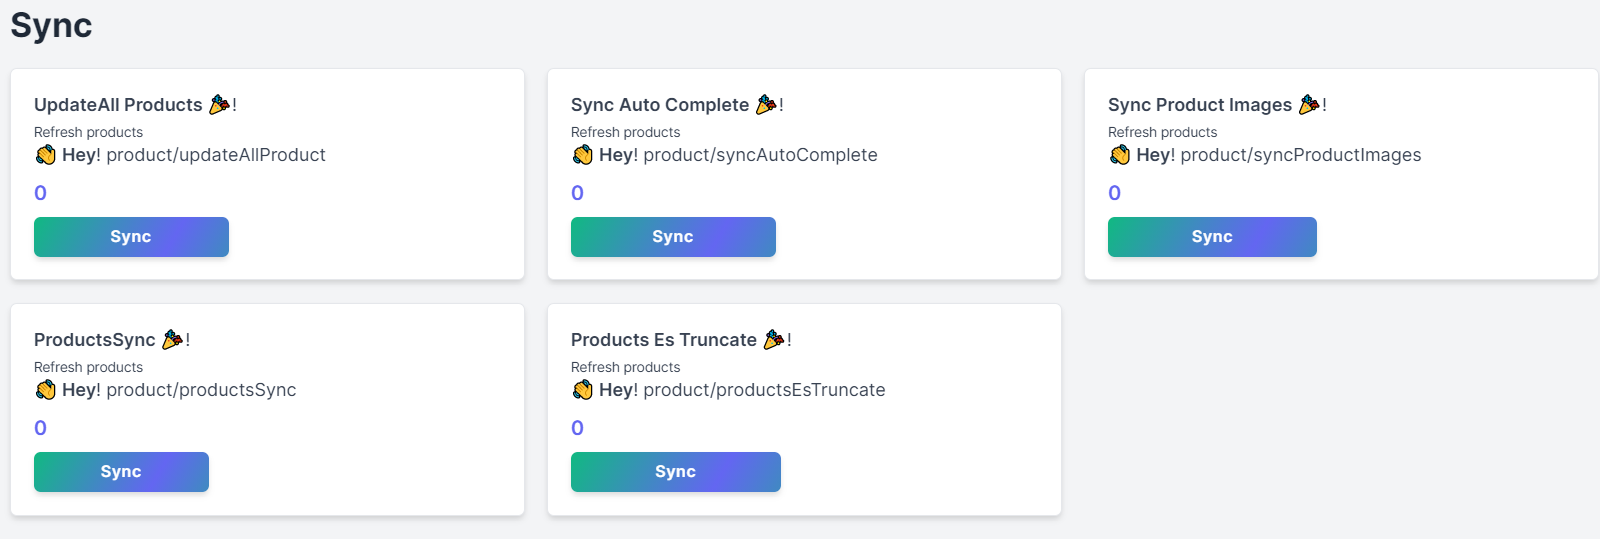 Sync
UpdateAll Products 🎉!
Refresh products
👏 Hey! product/updateAllProduct
0
Sync
Sync Auto Complete 🎉!
Refresh products
👏 Hey! product/syncAutoComplete
0
Sync
Sync Product Images 🎉!
Refresh products
👏 Hey! product/syncProductImages
0
Sync
ProductsSync 🎉!
Refresh products
👏 Hey! product/productsSync
0
Sync
Products Es Truncate 🎉!
Refresh products
👏 Hey! product/productsEsTruncate
0
Sync